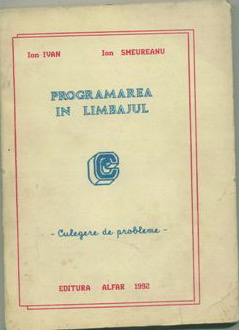 Ion IVAN Ion SMEUREANU
PROGRAMAREA
IN LIMBAJUL
C
- Culegere de probleme -
EDITURA ALFAR 1992